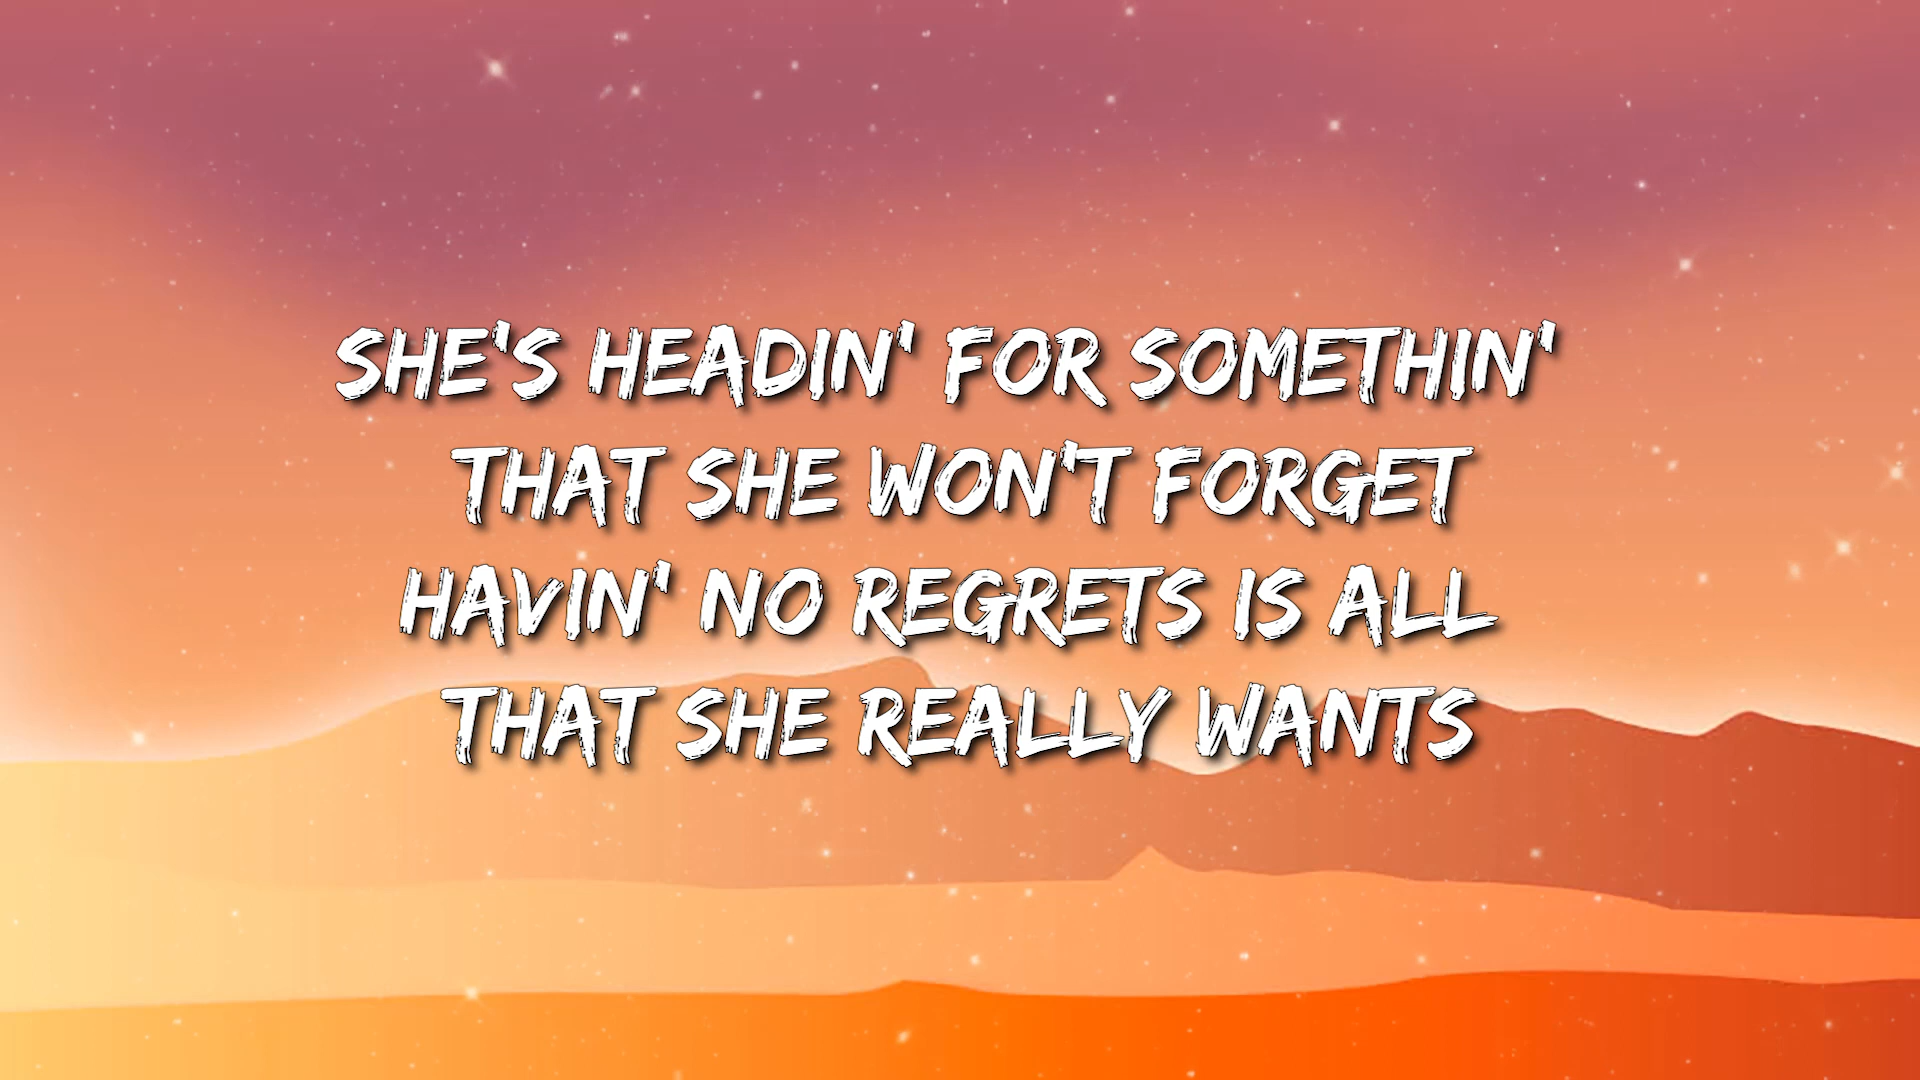 SHE'S HEADIN' FOR SOMETHIN'
THAT SHE WON'T FORGET
HAVIN' NO REGRETS IS ALL
THAT SHE REALLY WANTS